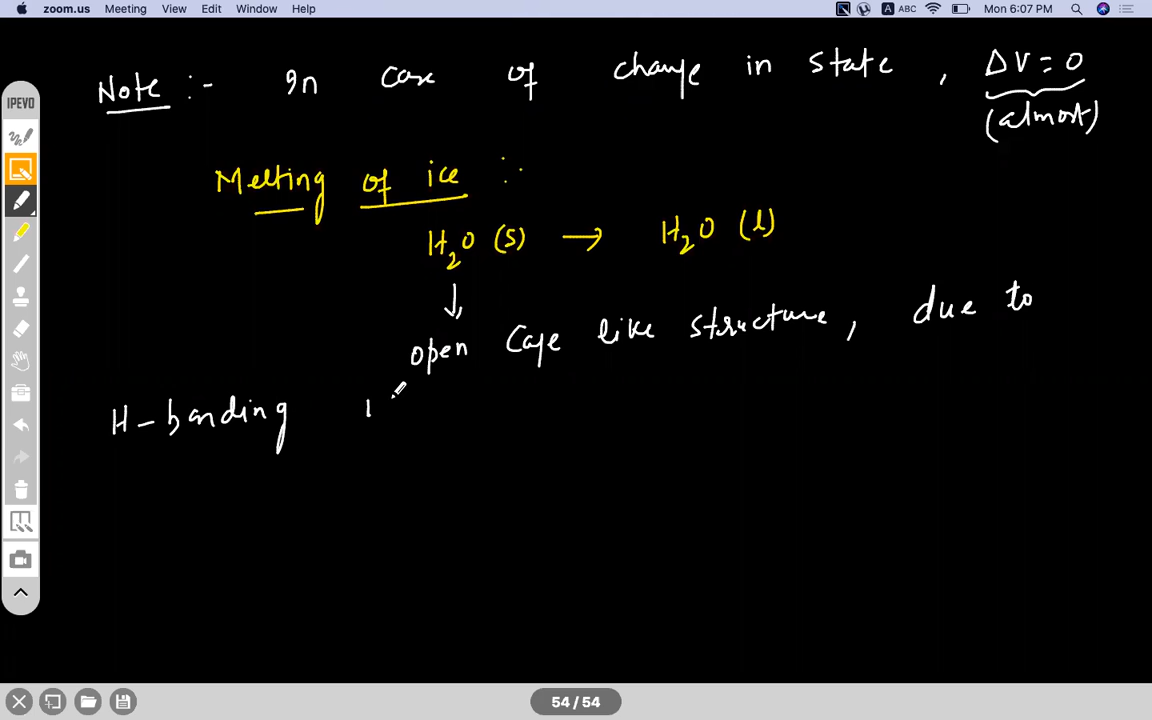 zoom.us Meeting View Edit Window Help A ABC Mon 6:07 PM
Note :- In case of change in state , ΔV = 0
(almost)
IPEVO
Melting of ice :
H₂O (s) → H₂O (l)
↓
open cage like structure , due to
H-bonding
54 / 54